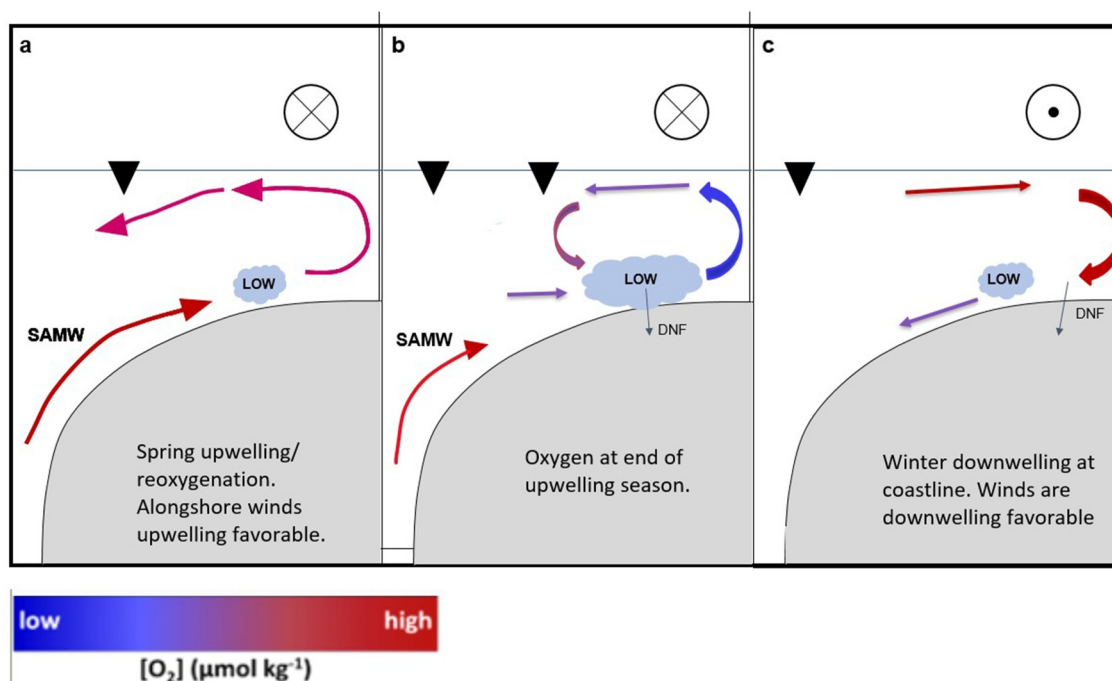 a
SAMW
LOW
Spring upwelling/
reoxygenation.
Alongshore winds
upwelling favorable.
b
SAMW
LOW
DNF
Oxygen at end of
upwelling season.
c
LOW
DNF
Winter downwelling at
coastline. Winds are
downwelling favorable
low high
[O₂] (µmol kg⁻¹)